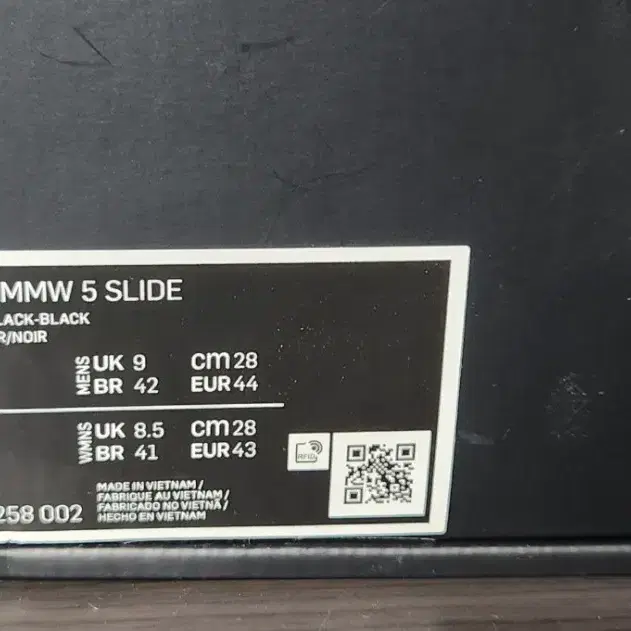 MMW 5 SLIDE
LACK-BLACK
R/NOIR
MENS
UK 9 cm 28
BR 42 EUR 44
WMNS
UK 8.5 cm 28
BR 41 EUR 43
RFID
258 002
MADE IN VIETNAM /
FABRIQUE AU VIETNAM /
FABRICADO NO VIETNÃ /
HECHO EN VIETNAM